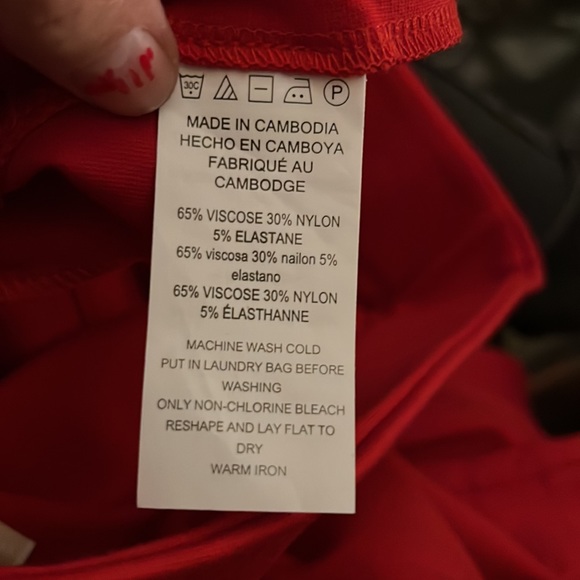 30C P
MADE IN CAMBODIA
HECHO EN CAMBOYA
FABRIQUÉ AU
CAMBODGE
65% VISCOSE 30% NYLON
5% ELASTANE
65% viscosa 30% nailon 5%
elastano
65% VISCOSE 30% NYLON
5% ÉLASTHANNE
MACHINE WASH COLD
PUT IN LAUNDRY BAG BEFORE
WASHING
ONLY NON-CHLORINE BLEACH
RESHAPE AND LAY FLAT TO
DRY
WARM IRON